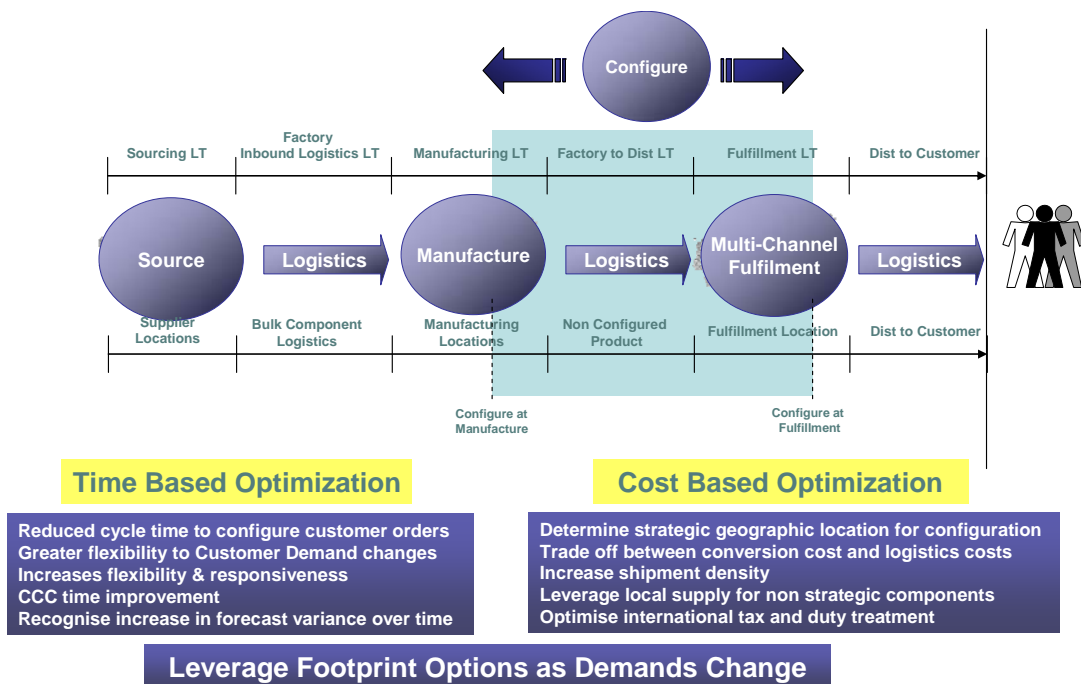 Configure
Factory
Sourcing LT
Inbound Logistics LT
Manufacturing LT
Factory to Dist LT
Fulfillment LT
Dist to Customer
Source
Logistics
Manufacture
Logistics
Multi-Channel
Fulfilment
Logistics
Supplier
Locations
Bulk Component
Logistics
Manufacturing
Locations
Non Configured
Product
Fulfillment Location
Dist to Customer
Configure at
Manufacture
Configure at
Fulfillment
Time Based Optimization
Reduced cycle time to configure customer orders
Greater flexibility to Customer Demand changes
Increases flexibility & responsiveness
CCC time improvement
Recognise increase in forecast variance over time
Cost Based Optimization
Determine strategic geographic location for configuration
Trade off between conversion cost and logistics costs
Increase shipment density
Leverage local supply for non strategic components
Optimise international tax and duty treatment
Leverage Footprint Options as Demands Change